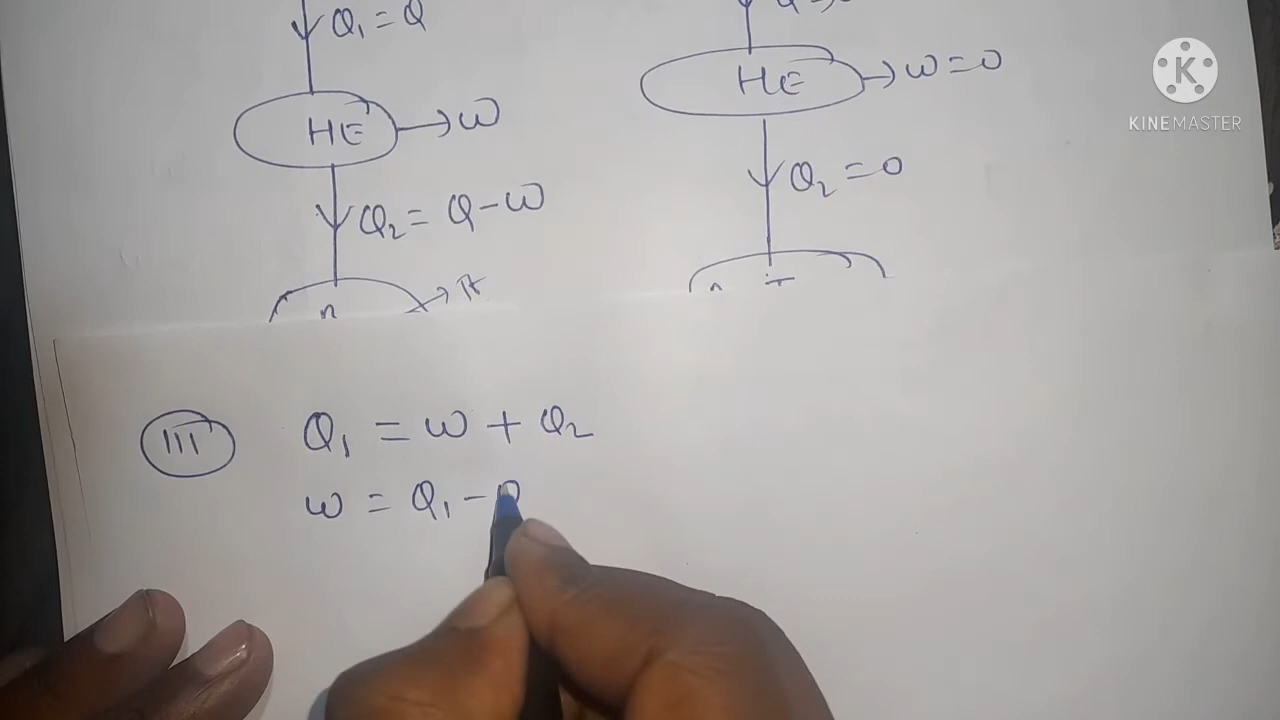 Q₁ = Q
HE → W
Q₂ = Q - W
HE → W = 0
Q₂ = 0
K
KINEMASTER
III Q₁ = W + Q₂
W = Q₁ - Q